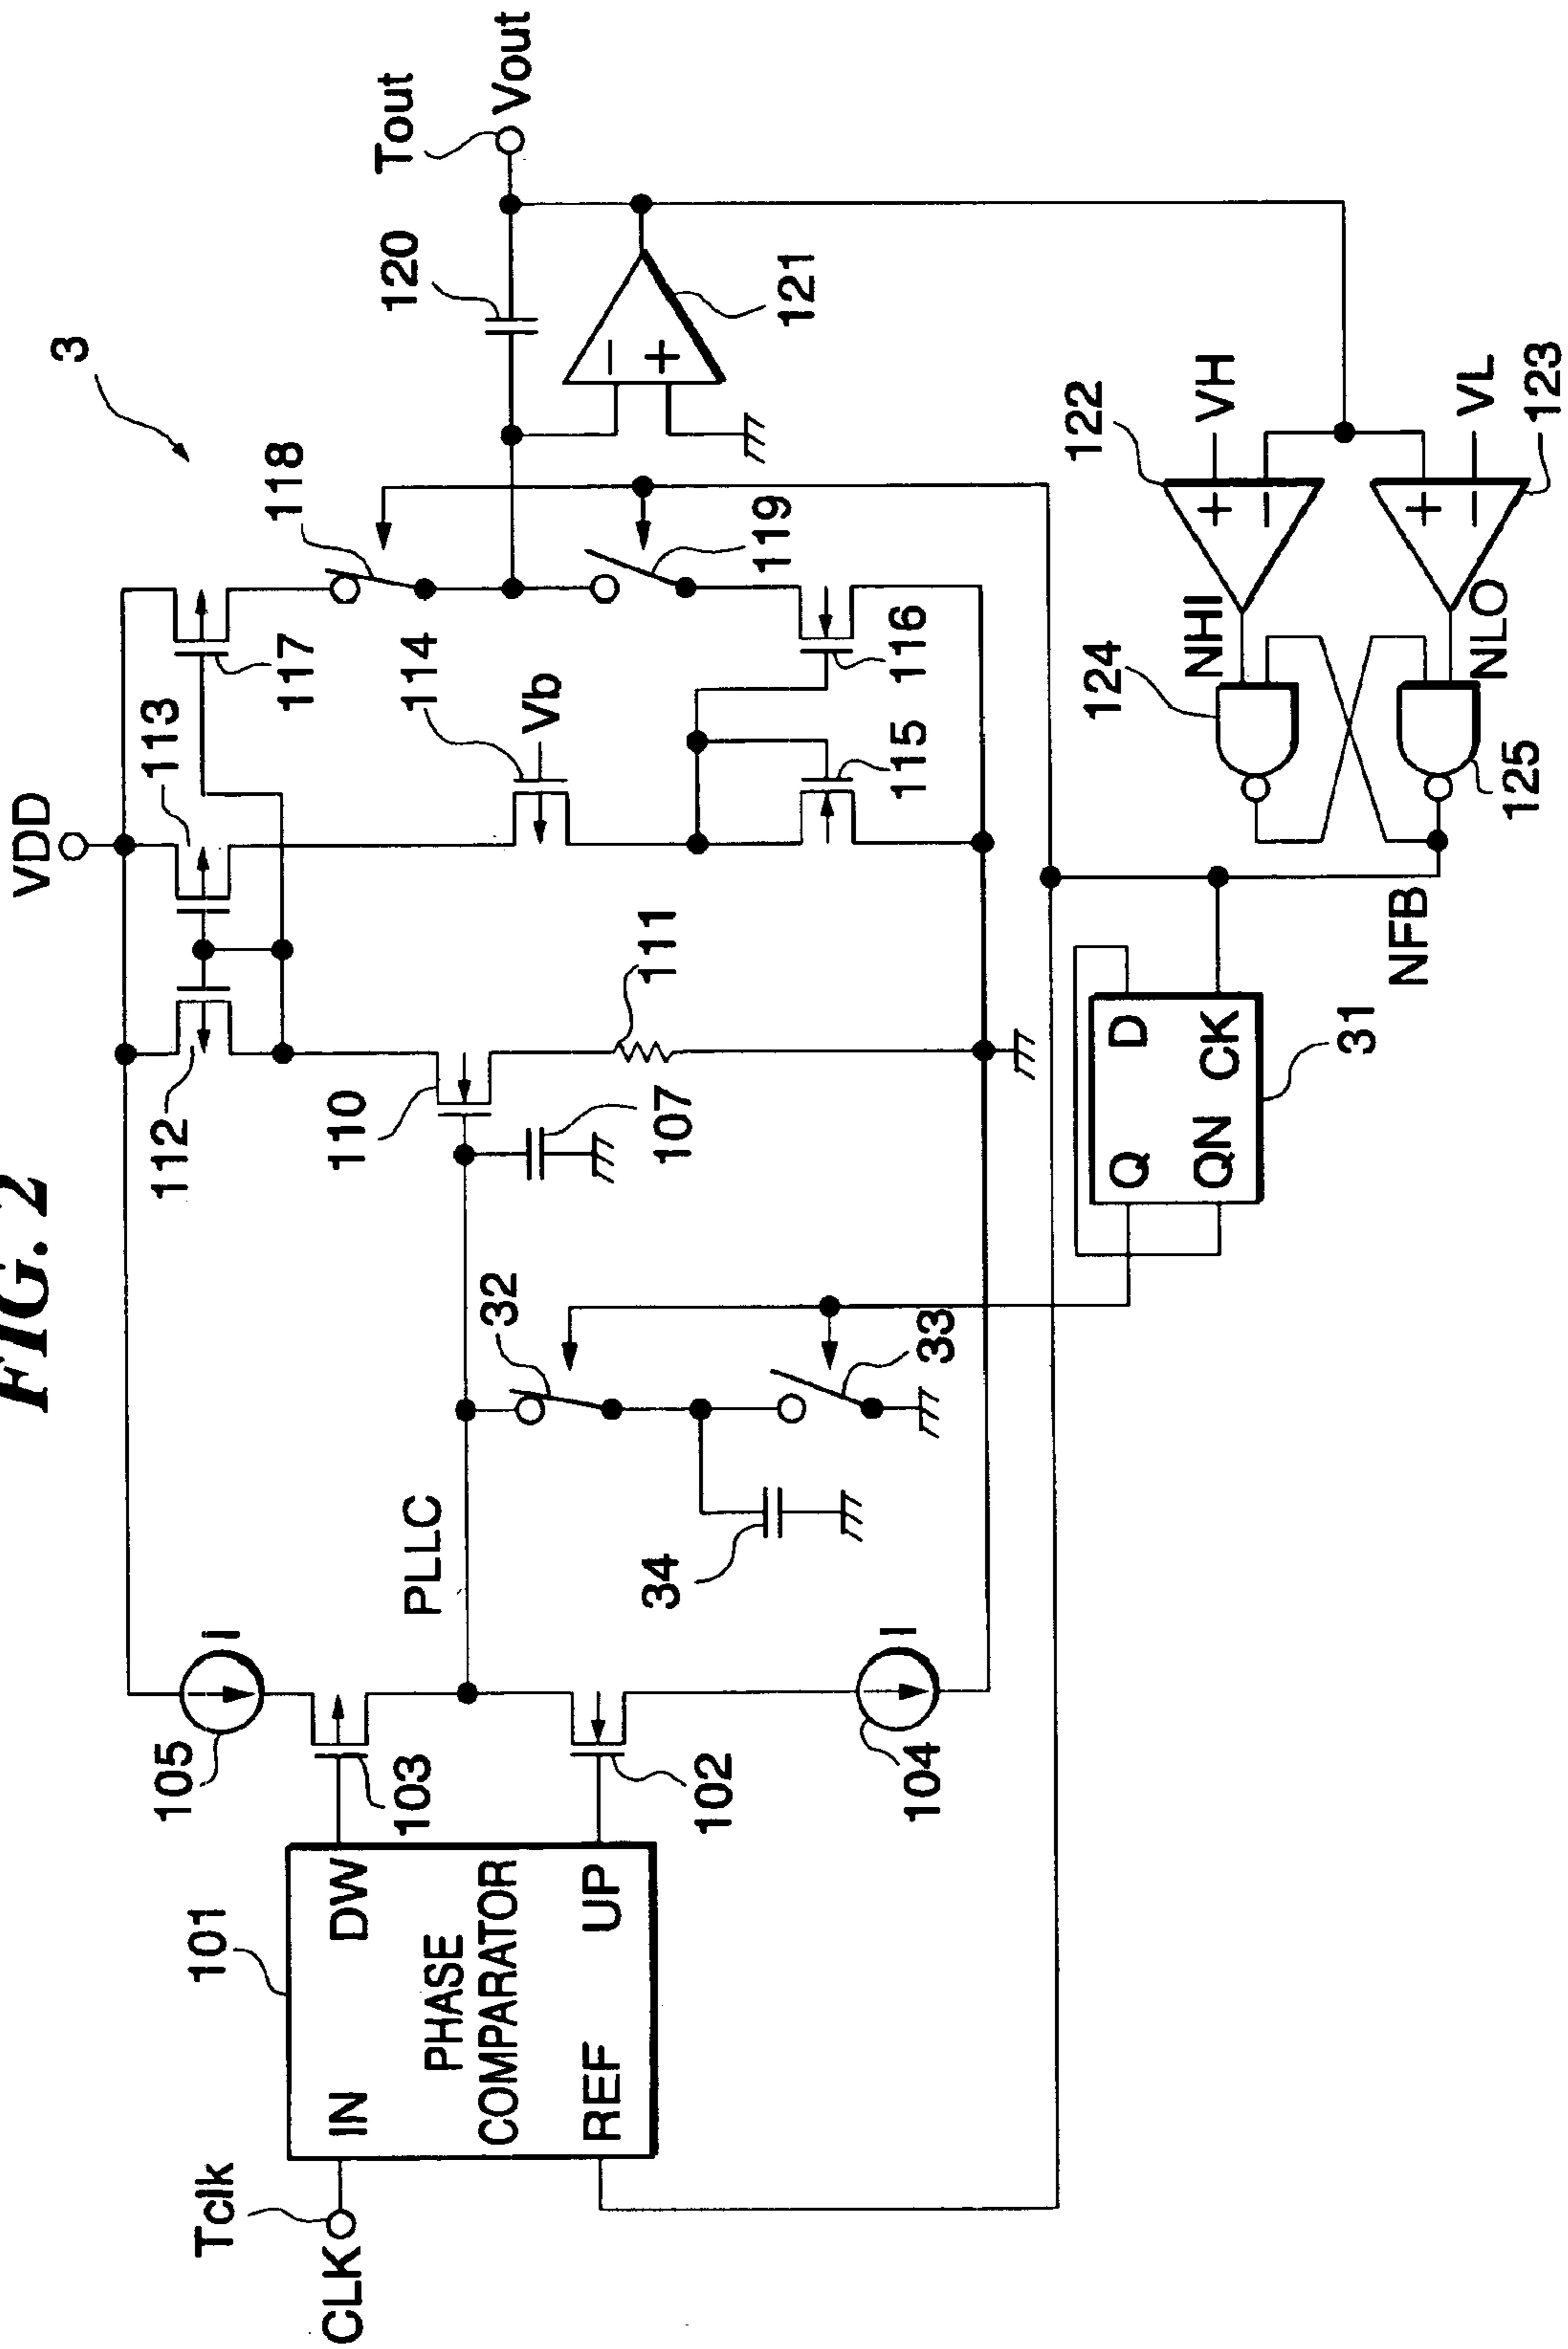 FIG. 2
3
VDD
Tout
Vout
120
121
118
119
117
113
114
Vb
116
115
112
110
111
107
32
33
34
PLLC
105
I
103
102
104
I
101
Tclk
CLK
IN
DW
PHASE
COMPARATOR
REF
UP
122
VH
VL
123
NHI
NLO
124
125
NFB
Q
D
QN
CK
31
−
+
+
−
+
−